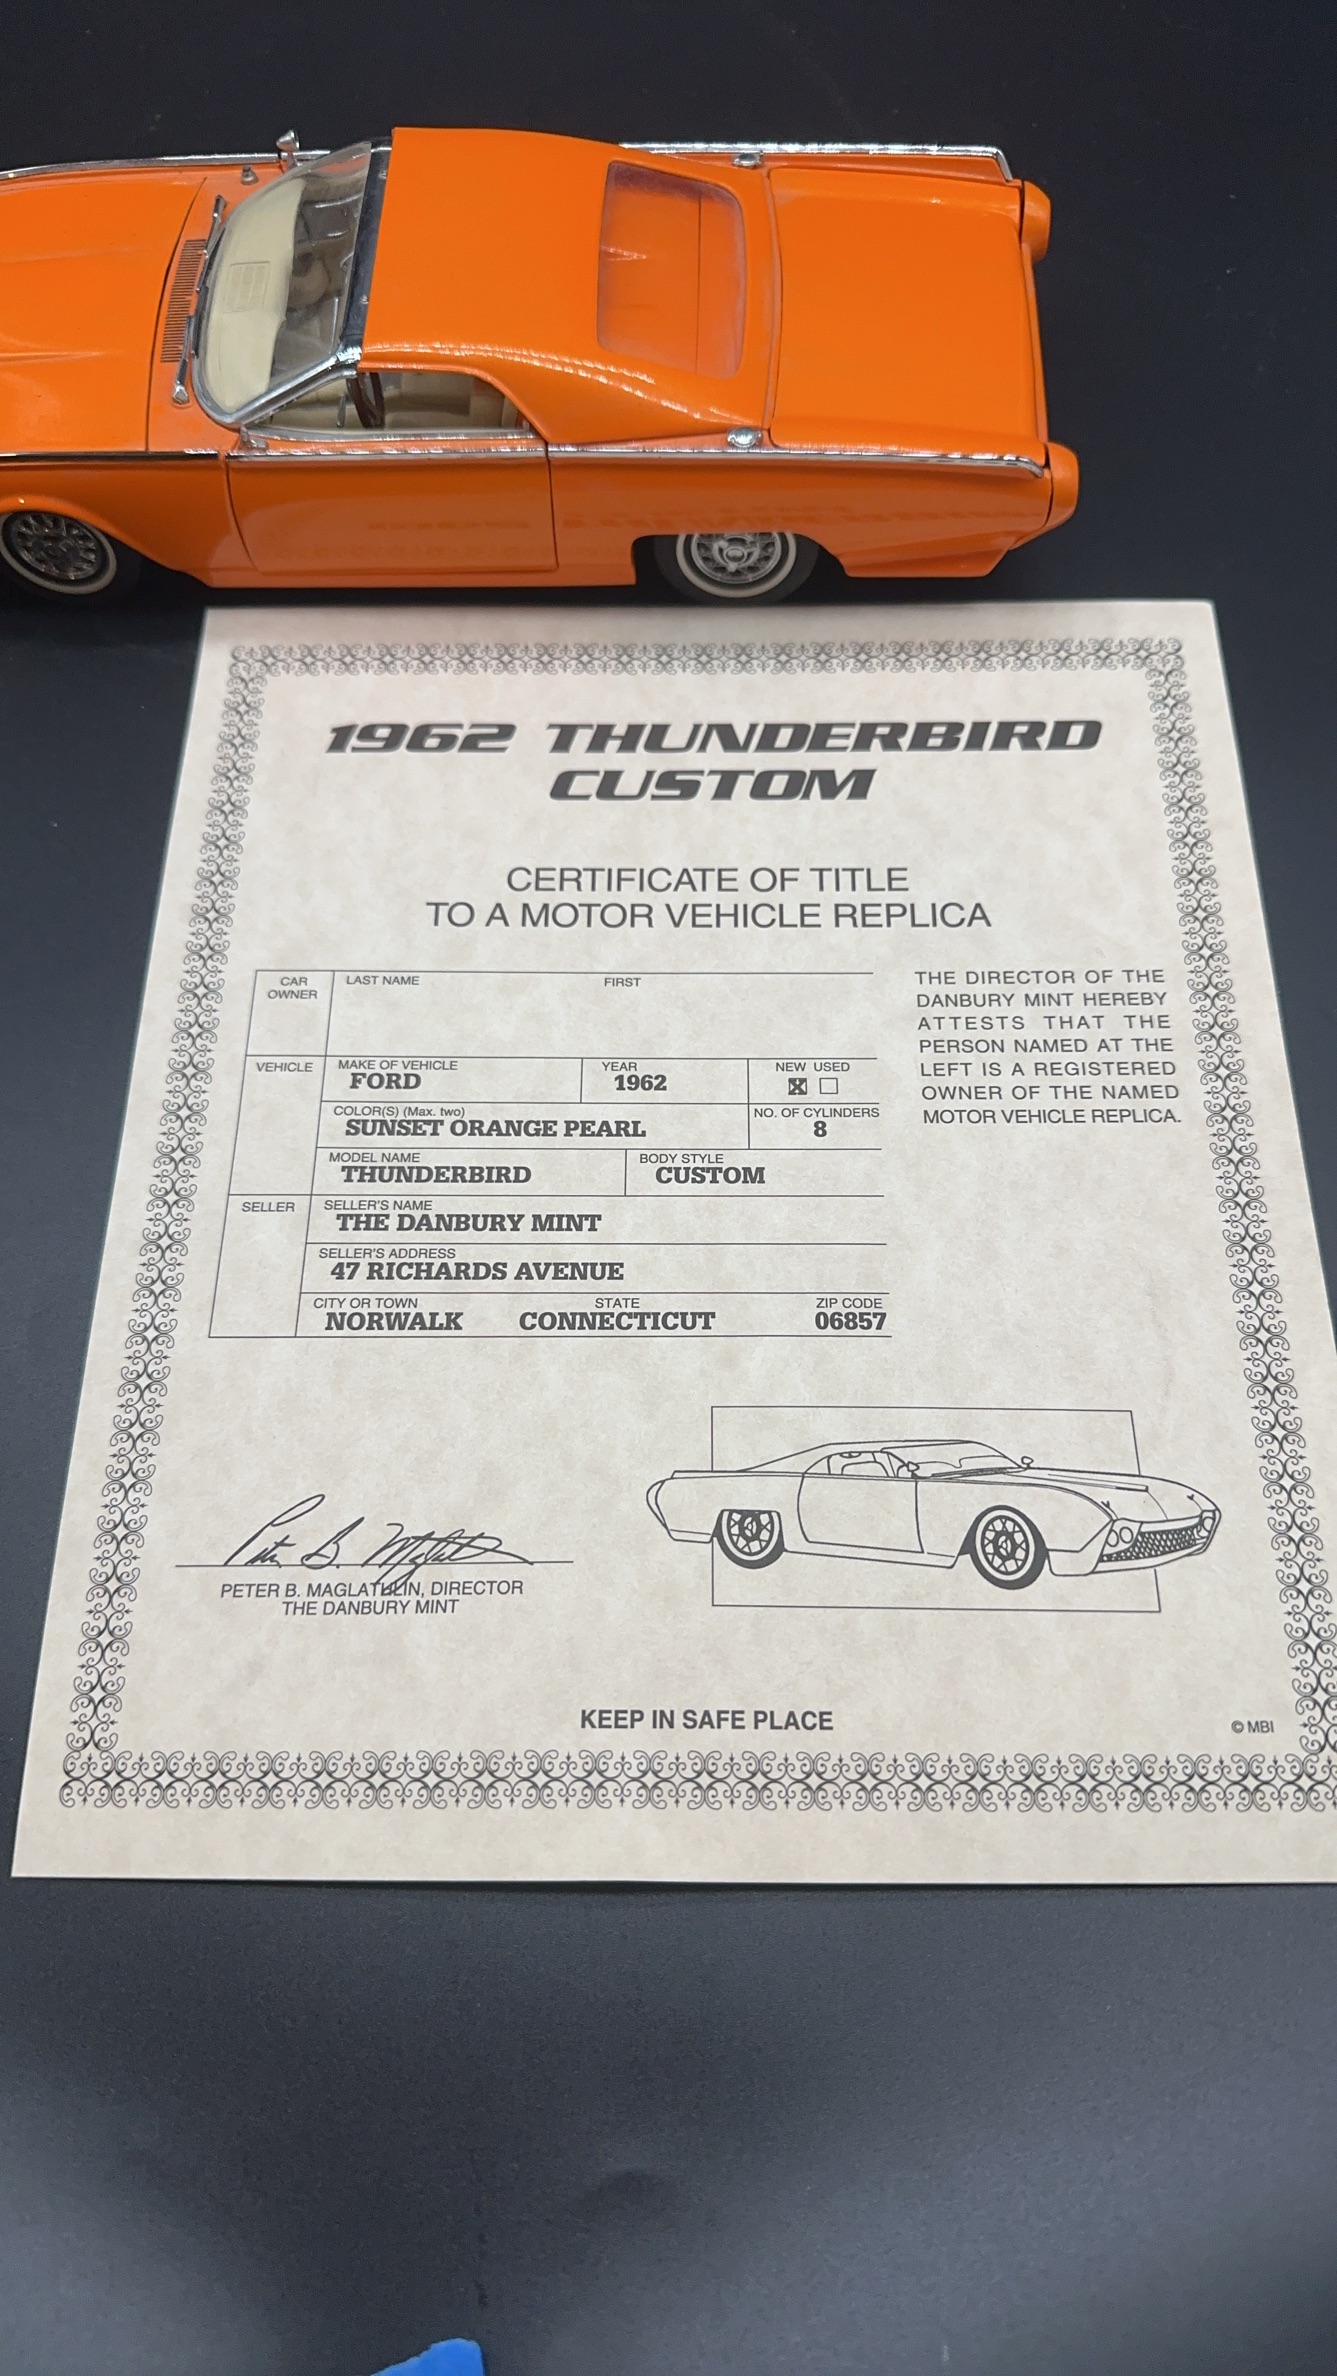 1962 THUNDERBIRD
CUSTOM
CERTIFICATE OF TITLE
TO A MOTOR VEHICLE REPLICA
CAR
OWNER
LAST NAME FIRST
VEHICLE
MAKE OF VEHICLE YEAR NEW USED
FORD 1962
COLOR(S) (Max. two) NO. OF CYLINDERS
SUNSET ORANGE PEARL 8
MODEL NAME BODY STYLE
THUNDERBIRD CUSTOM
SELLER
SELLER'S NAME
THE DANBURY MINT
SELLER'S ADDRESS
47 RICHARDS AVENUE
CITY OR TOWN STATE ZIP CODE
NORWALK CONNECTICUT 06857
THE DIRECTOR OF THE
DANBURY MINT HEREBY
ATTESTS THAT THE
PERSON NAMED AT THE
LEFT IS A REGISTERED
OWNER OF THE NAMED
MOTOR VEHICLE REPLICA.
PETER B. MAGLATHLIN, DIRECTOR
THE DANBURY MINT
KEEP IN SAFE PLACE
© MBI